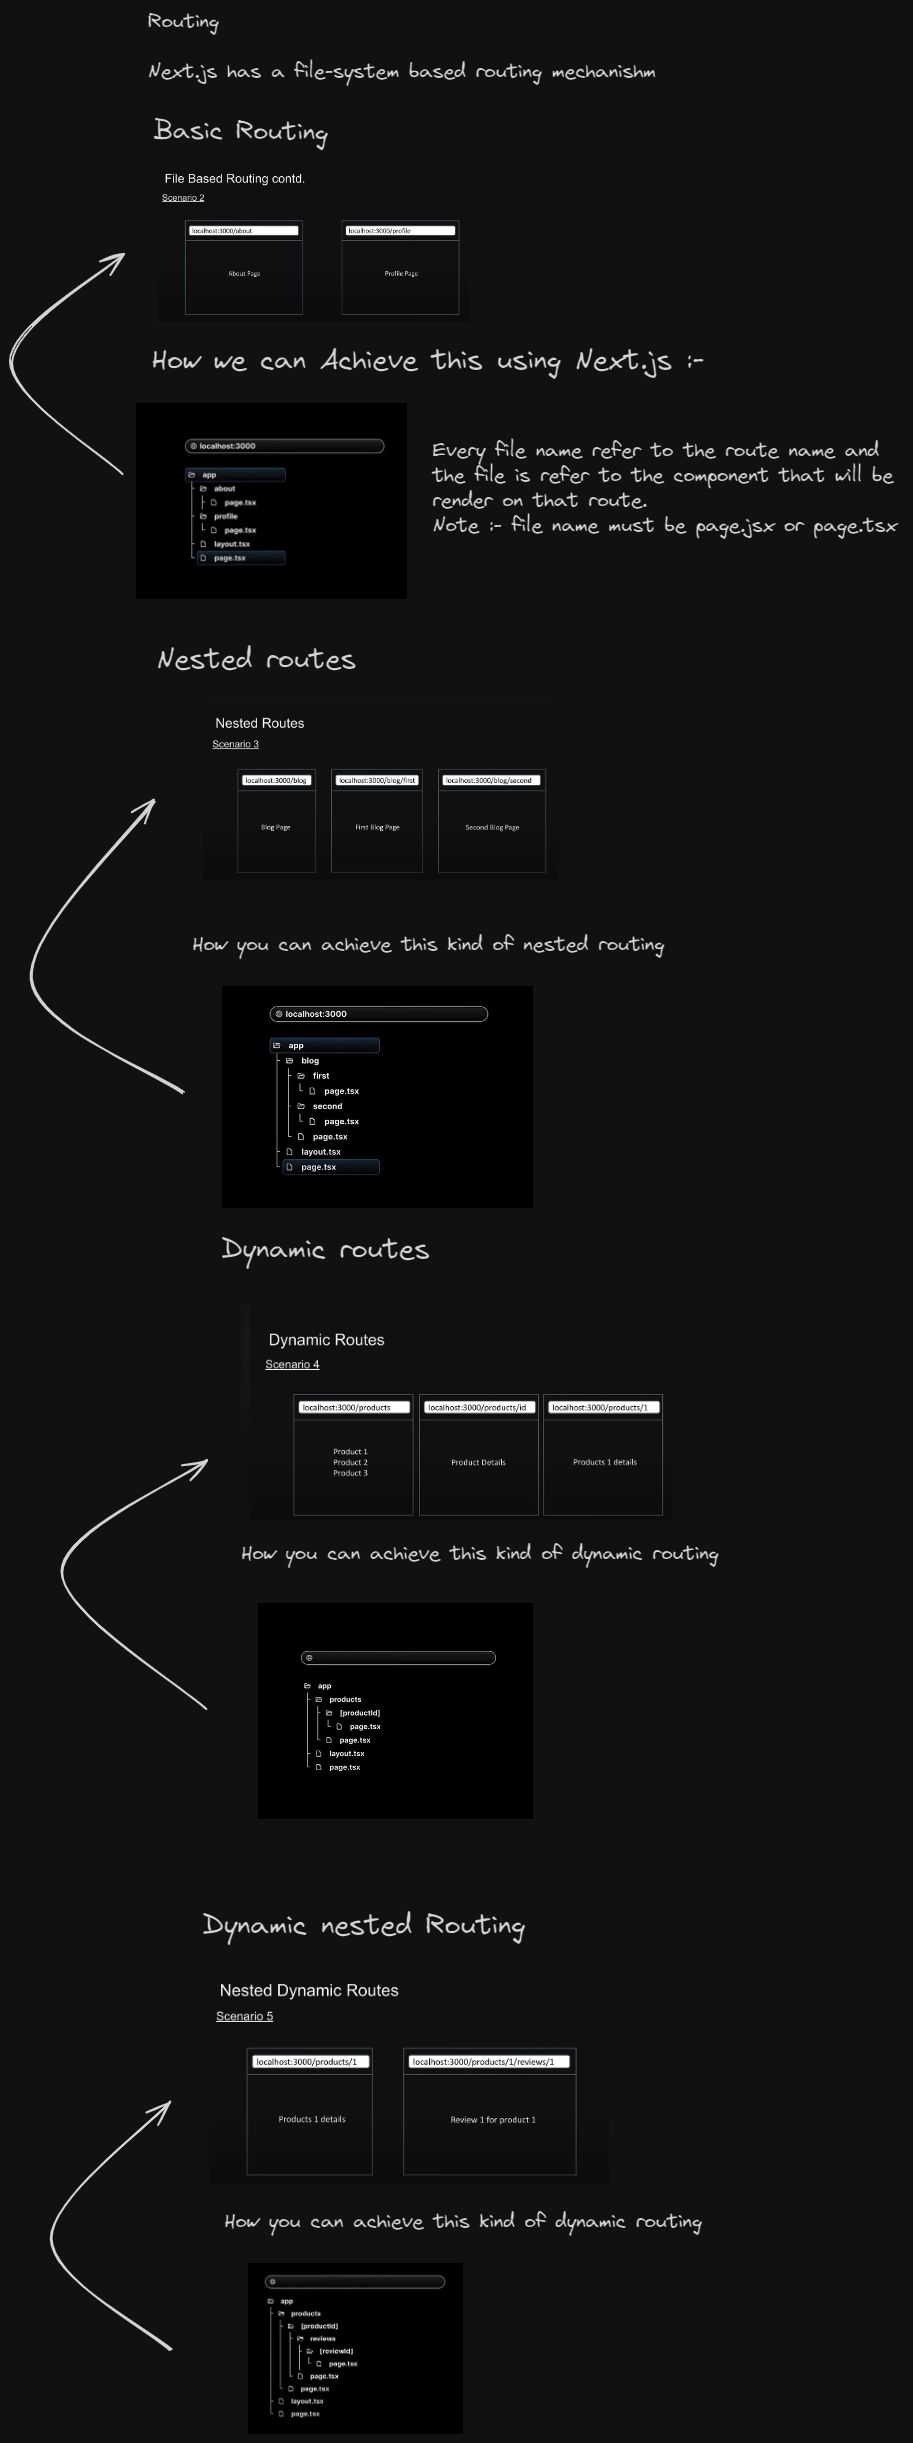 Routing
Next.js has a file-system based routing mechanishm
Basic Routing
File Based Routing contd.
Scenario 2
localhost:3000/about
localhost:3000/profile
About Page
Profile Page
How we can Achieve this using Next.js :-
localhost:3000
app
about
page.tsx
profile
page.tsx
layout.tsx
page.tsx
Every file name refer to the route name and
the file is refer to the component that will be
render on that route.
Note :- file name must be page.jsx or page.tsx
Nested routes
Nested Routes
Scenario 3
localhost:3000/blog
localhost:3000/blog/first
localhost:3000/blog/second
Blog Page
First Blog Page
Second Blog Page
How you can achieve this kind of nested routing
localhost:3000
app
blog
first
page.tsx
second
page.tsx
page.tsx
layout.tsx
page.tsx
Dynamic routes
Dynamic Routes
Scenario 4
localhost:3000/products
localhost:3000/products/id
localhost:3000/products/1
Product 1
Product 2
Product 3
Product Details
Products 1 details
How you can achieve this kind of dynamic routing
app
products
[productId]
page.tsx
page.tsx
layout.tsx
page.tsx
Dynamic nested Routing
Nested Dynamic Routes
Scenario 5
localhost:3000/products/1
localhost:3000/products/1/reviews/1
Products 1 details
Review 1 for product 1
How you can achieve this kind of dynamic routing
app
products
[productId]
reviews
[reviewId]
page.tsx
page.tsx
page.tsx
layout.tsx
page.tsx